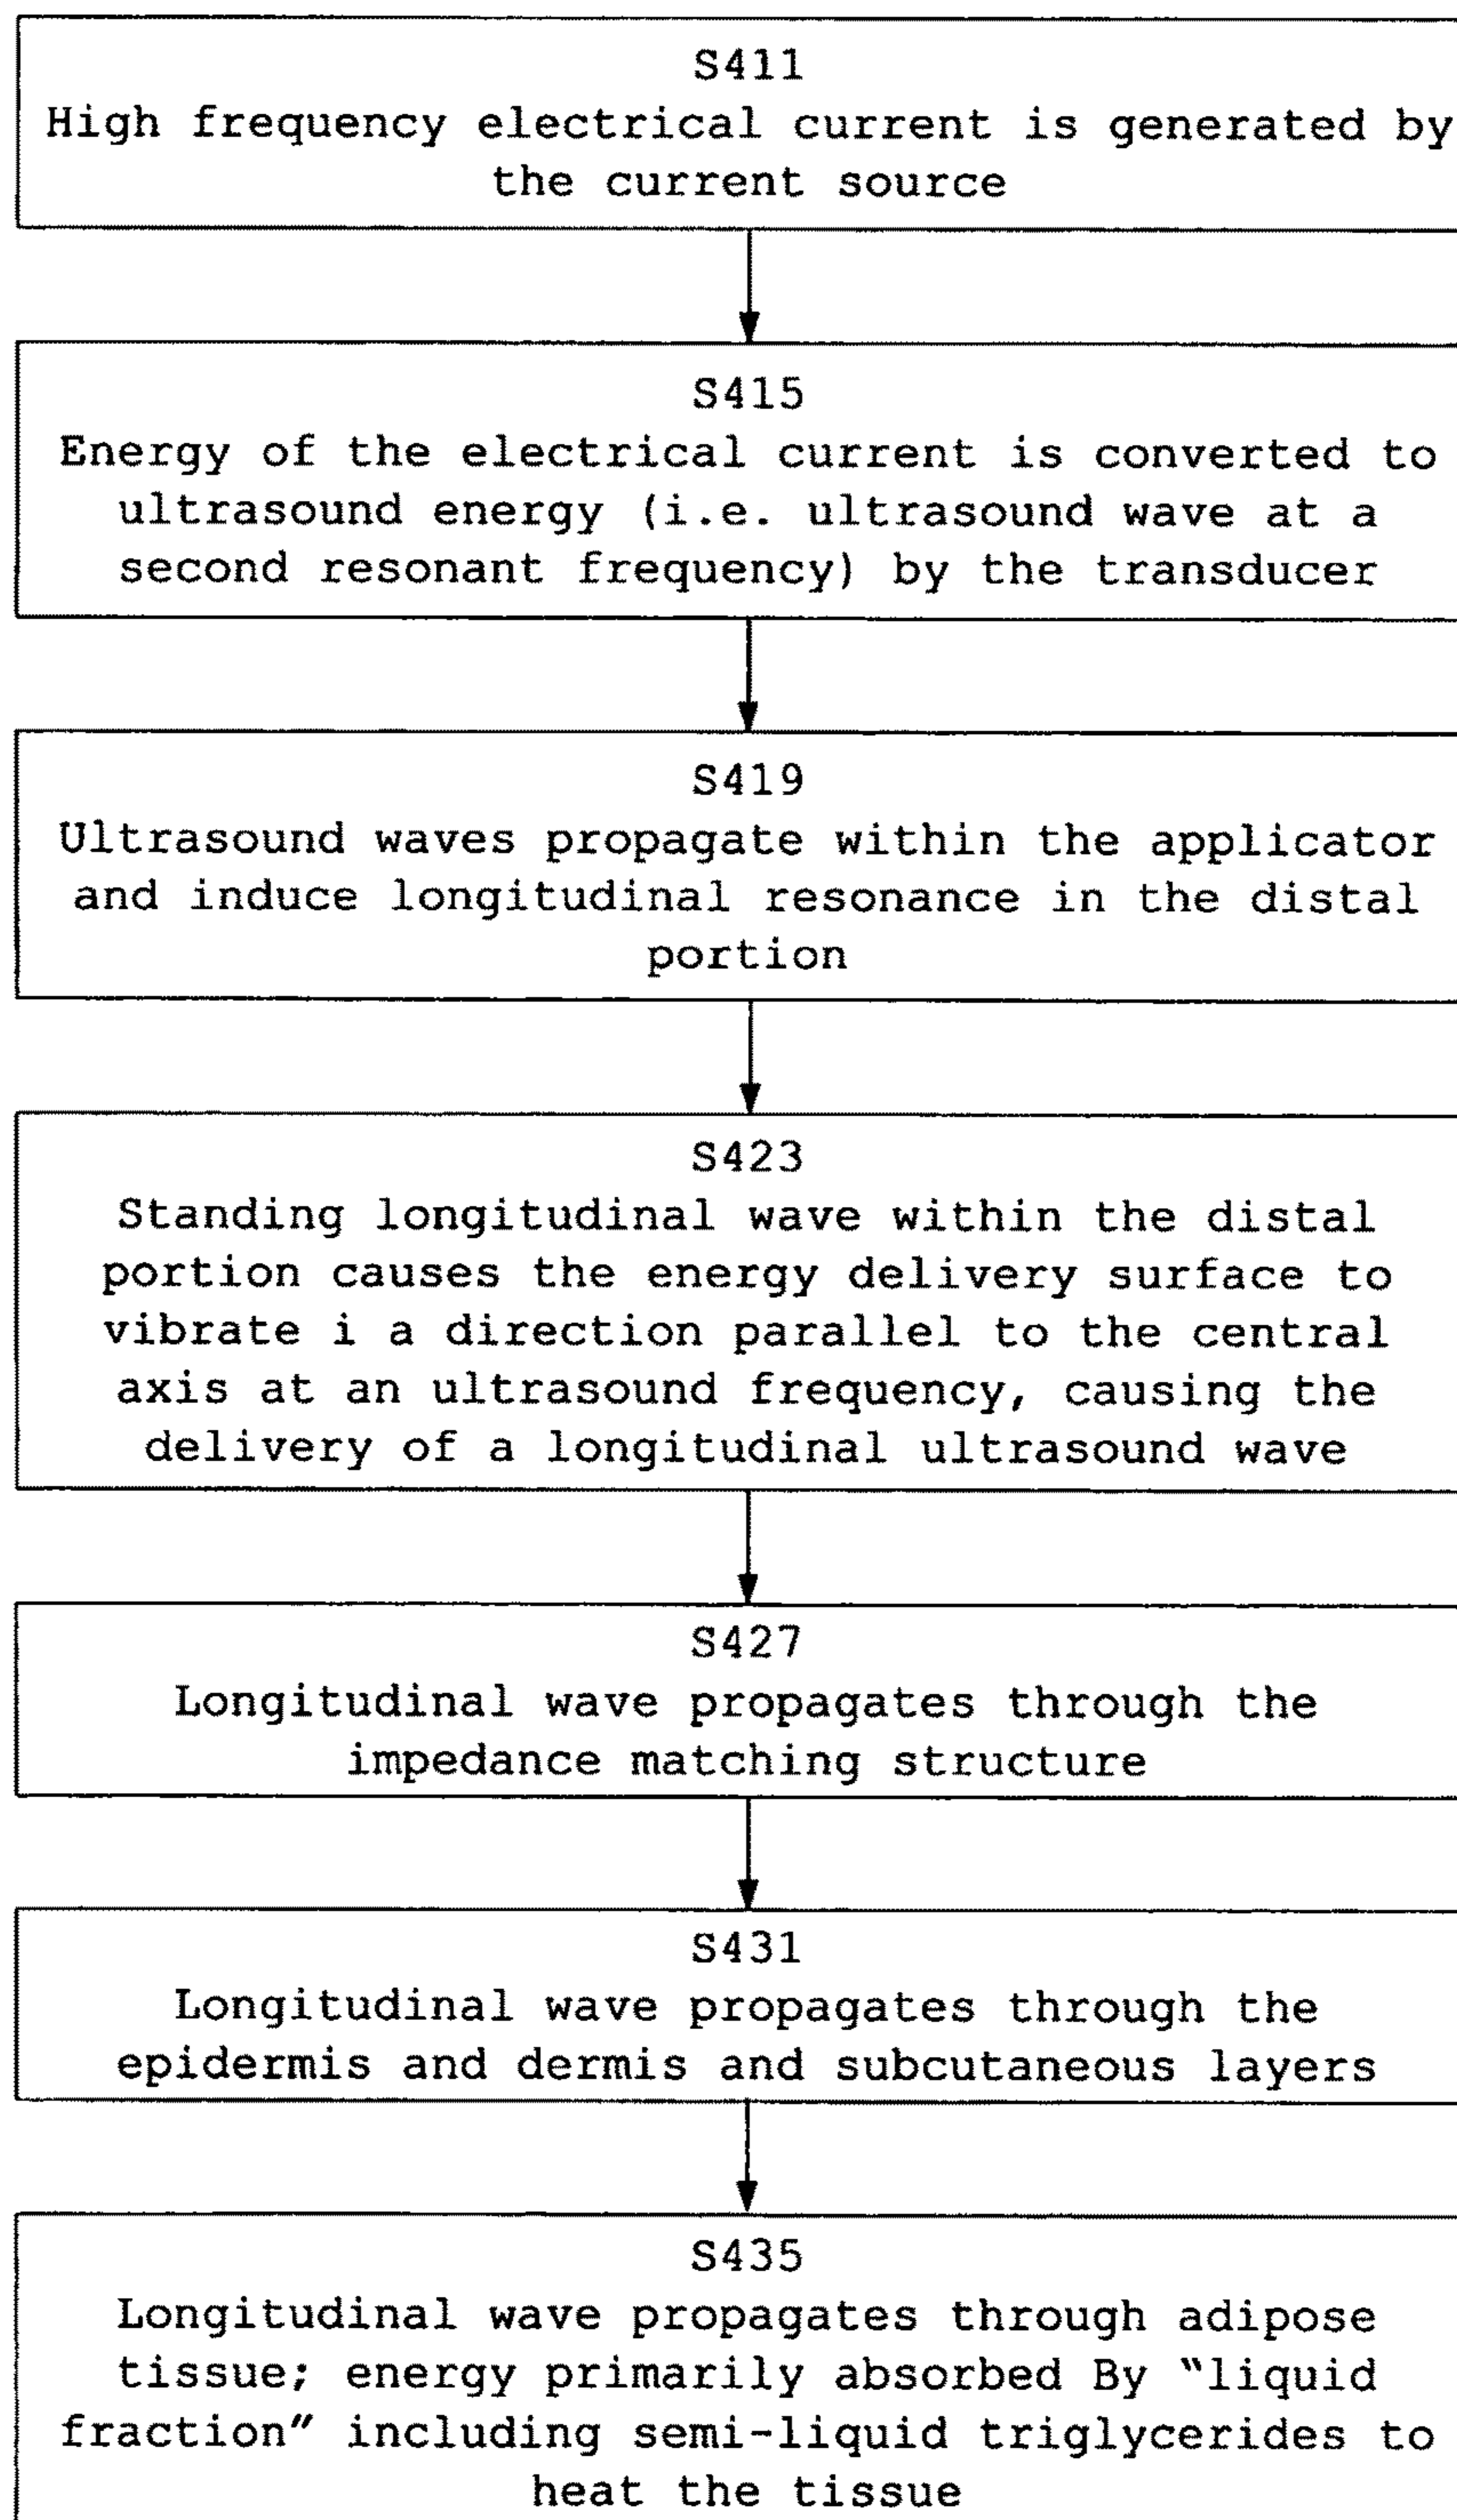 S411
High frequency electrical current is generated by
the current source
S415
Energy of the electrical current is converted to
ultrasound energy (i.e. ultrasound wave at a
second resonant frequency) by the transducer
S419
Ultrasound waves propagate within the applicator
and induce longitudinal resonance in the distal
portion
S423
Standing longitudinal wave within the distal
portion causes the energy delivery surface to
vibrate i a direction parallel to the central
axis at an ultrasound frequency, causing the
delivery of a longitudinal ultrasound wave
S427
Longitudinal wave propagates through the
impedance matching structure
S431
Longitudinal wave propagates through the
epidermis and dermis and subcutaneous layers
S435
Longitudinal wave propagates through adipose
tissue; energy primarily absorbed By “liquid
fraction” including semi-liquid triglycerides to
heat the tissue